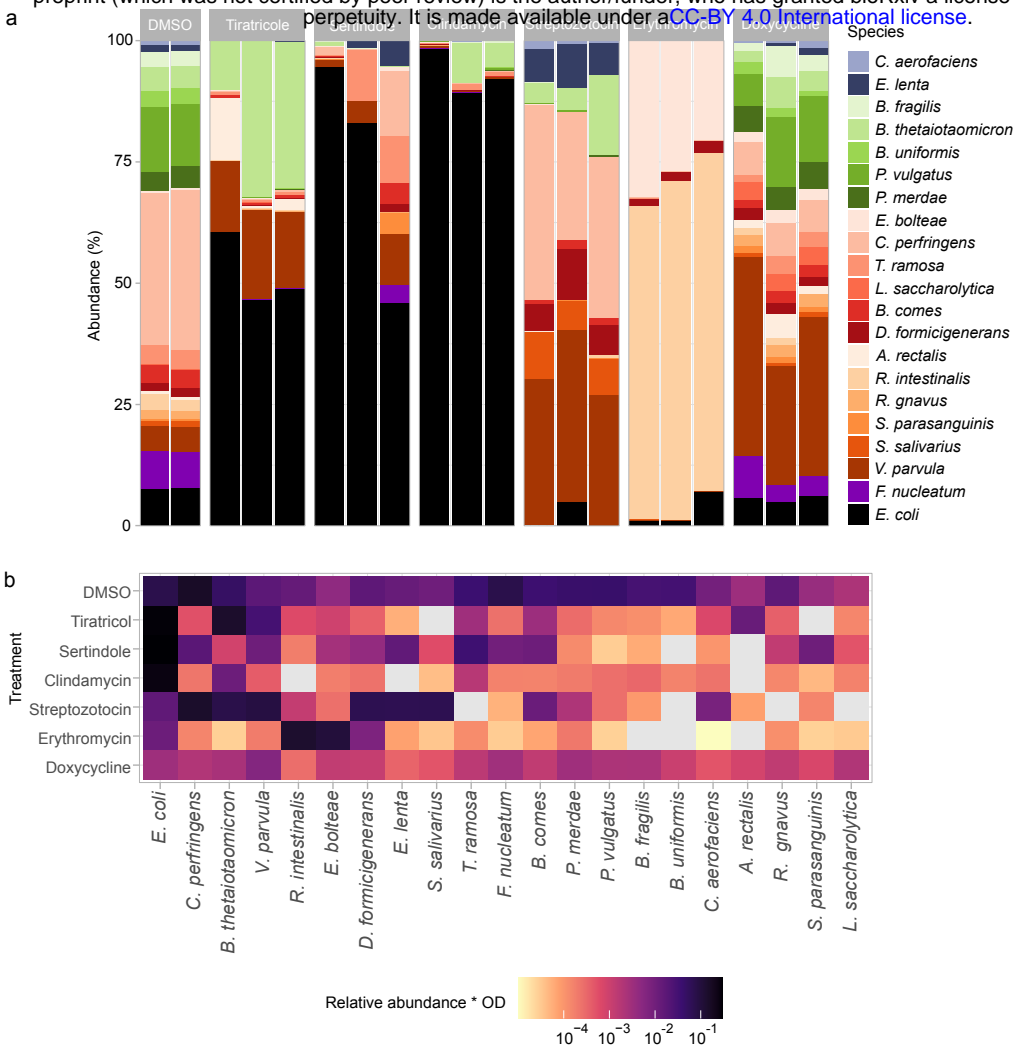 preprint (which was not certified by peer review) is the author/funder, who has granted bioRxiv a license
perpetuity. It is made available under aCC-BY 4.0 International license.
a
DMSO
Tiratricole
Sertindole
Clindamycin
Streptozotocin
Erythromycin
Doxycycline
Abundance (%)
100
75
50
25
0
Species
C. aerofaciens
E. lenta
B. fragilis
B. thetaiotaomicron
B. uniformis
P. vulgatus
P. merdae
E. bolteae
C. perfringens
T. ramosa
L. saccharolytica
B. comes
D. formicigenerans
A. rectalis
R. intestinalis
R. gnavus
S. parasanguinis
S. salivarius
V. parvula
F. nucleatum
E. coli
b
Treatment
DMSO
Tiratricol
Sertindole
Clindamycin
Streptozotocin
Erythromycin
Doxycycline
E. coli
C. perfringens
B. thetaiotaomicron
V. parvula
R. intestinalis
E. bolteae
D. formicigenerans
E. lenta
S. salivarius
T. ramosa
F. nucleatum
B. comes
P. merdae
P. vulgatus
B. fragilis
B. uniformis
C. aerofaciens
A. rectalis
R. gnavus
S. parasanguinis
L. saccharolytica
Relative abundance * OD
10⁻⁴ 10⁻³ 10⁻² 10⁻¹